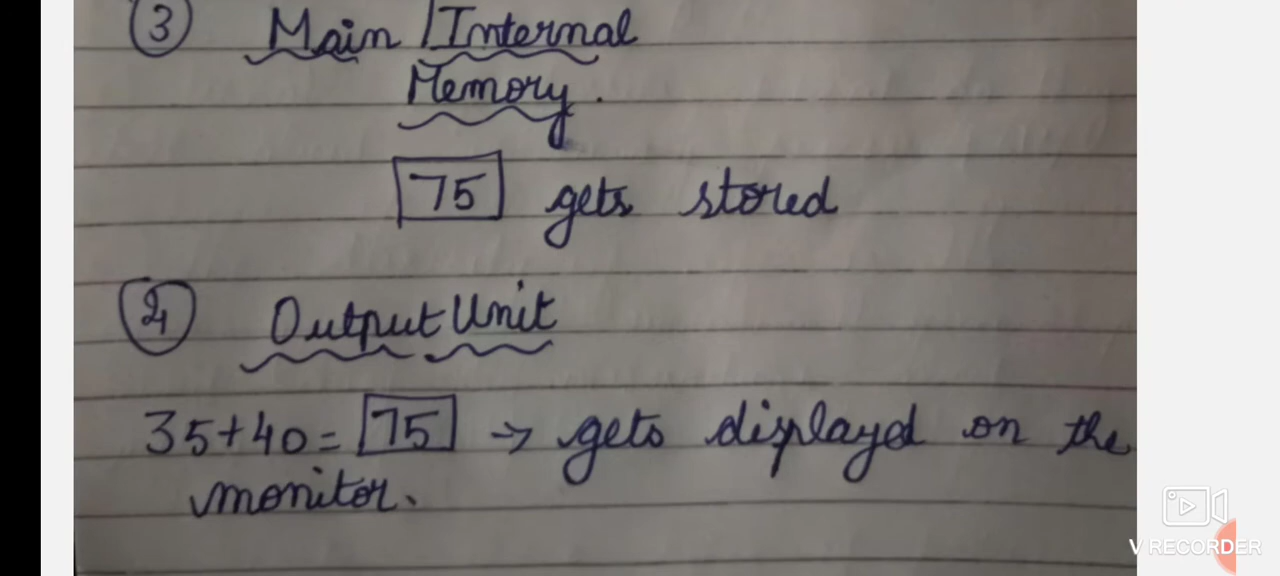 3 Main/Internal
Memory.
75 gets stored
4 Output Unit
35+40=75 → gets displayed on the
monitor.
V RECORDER